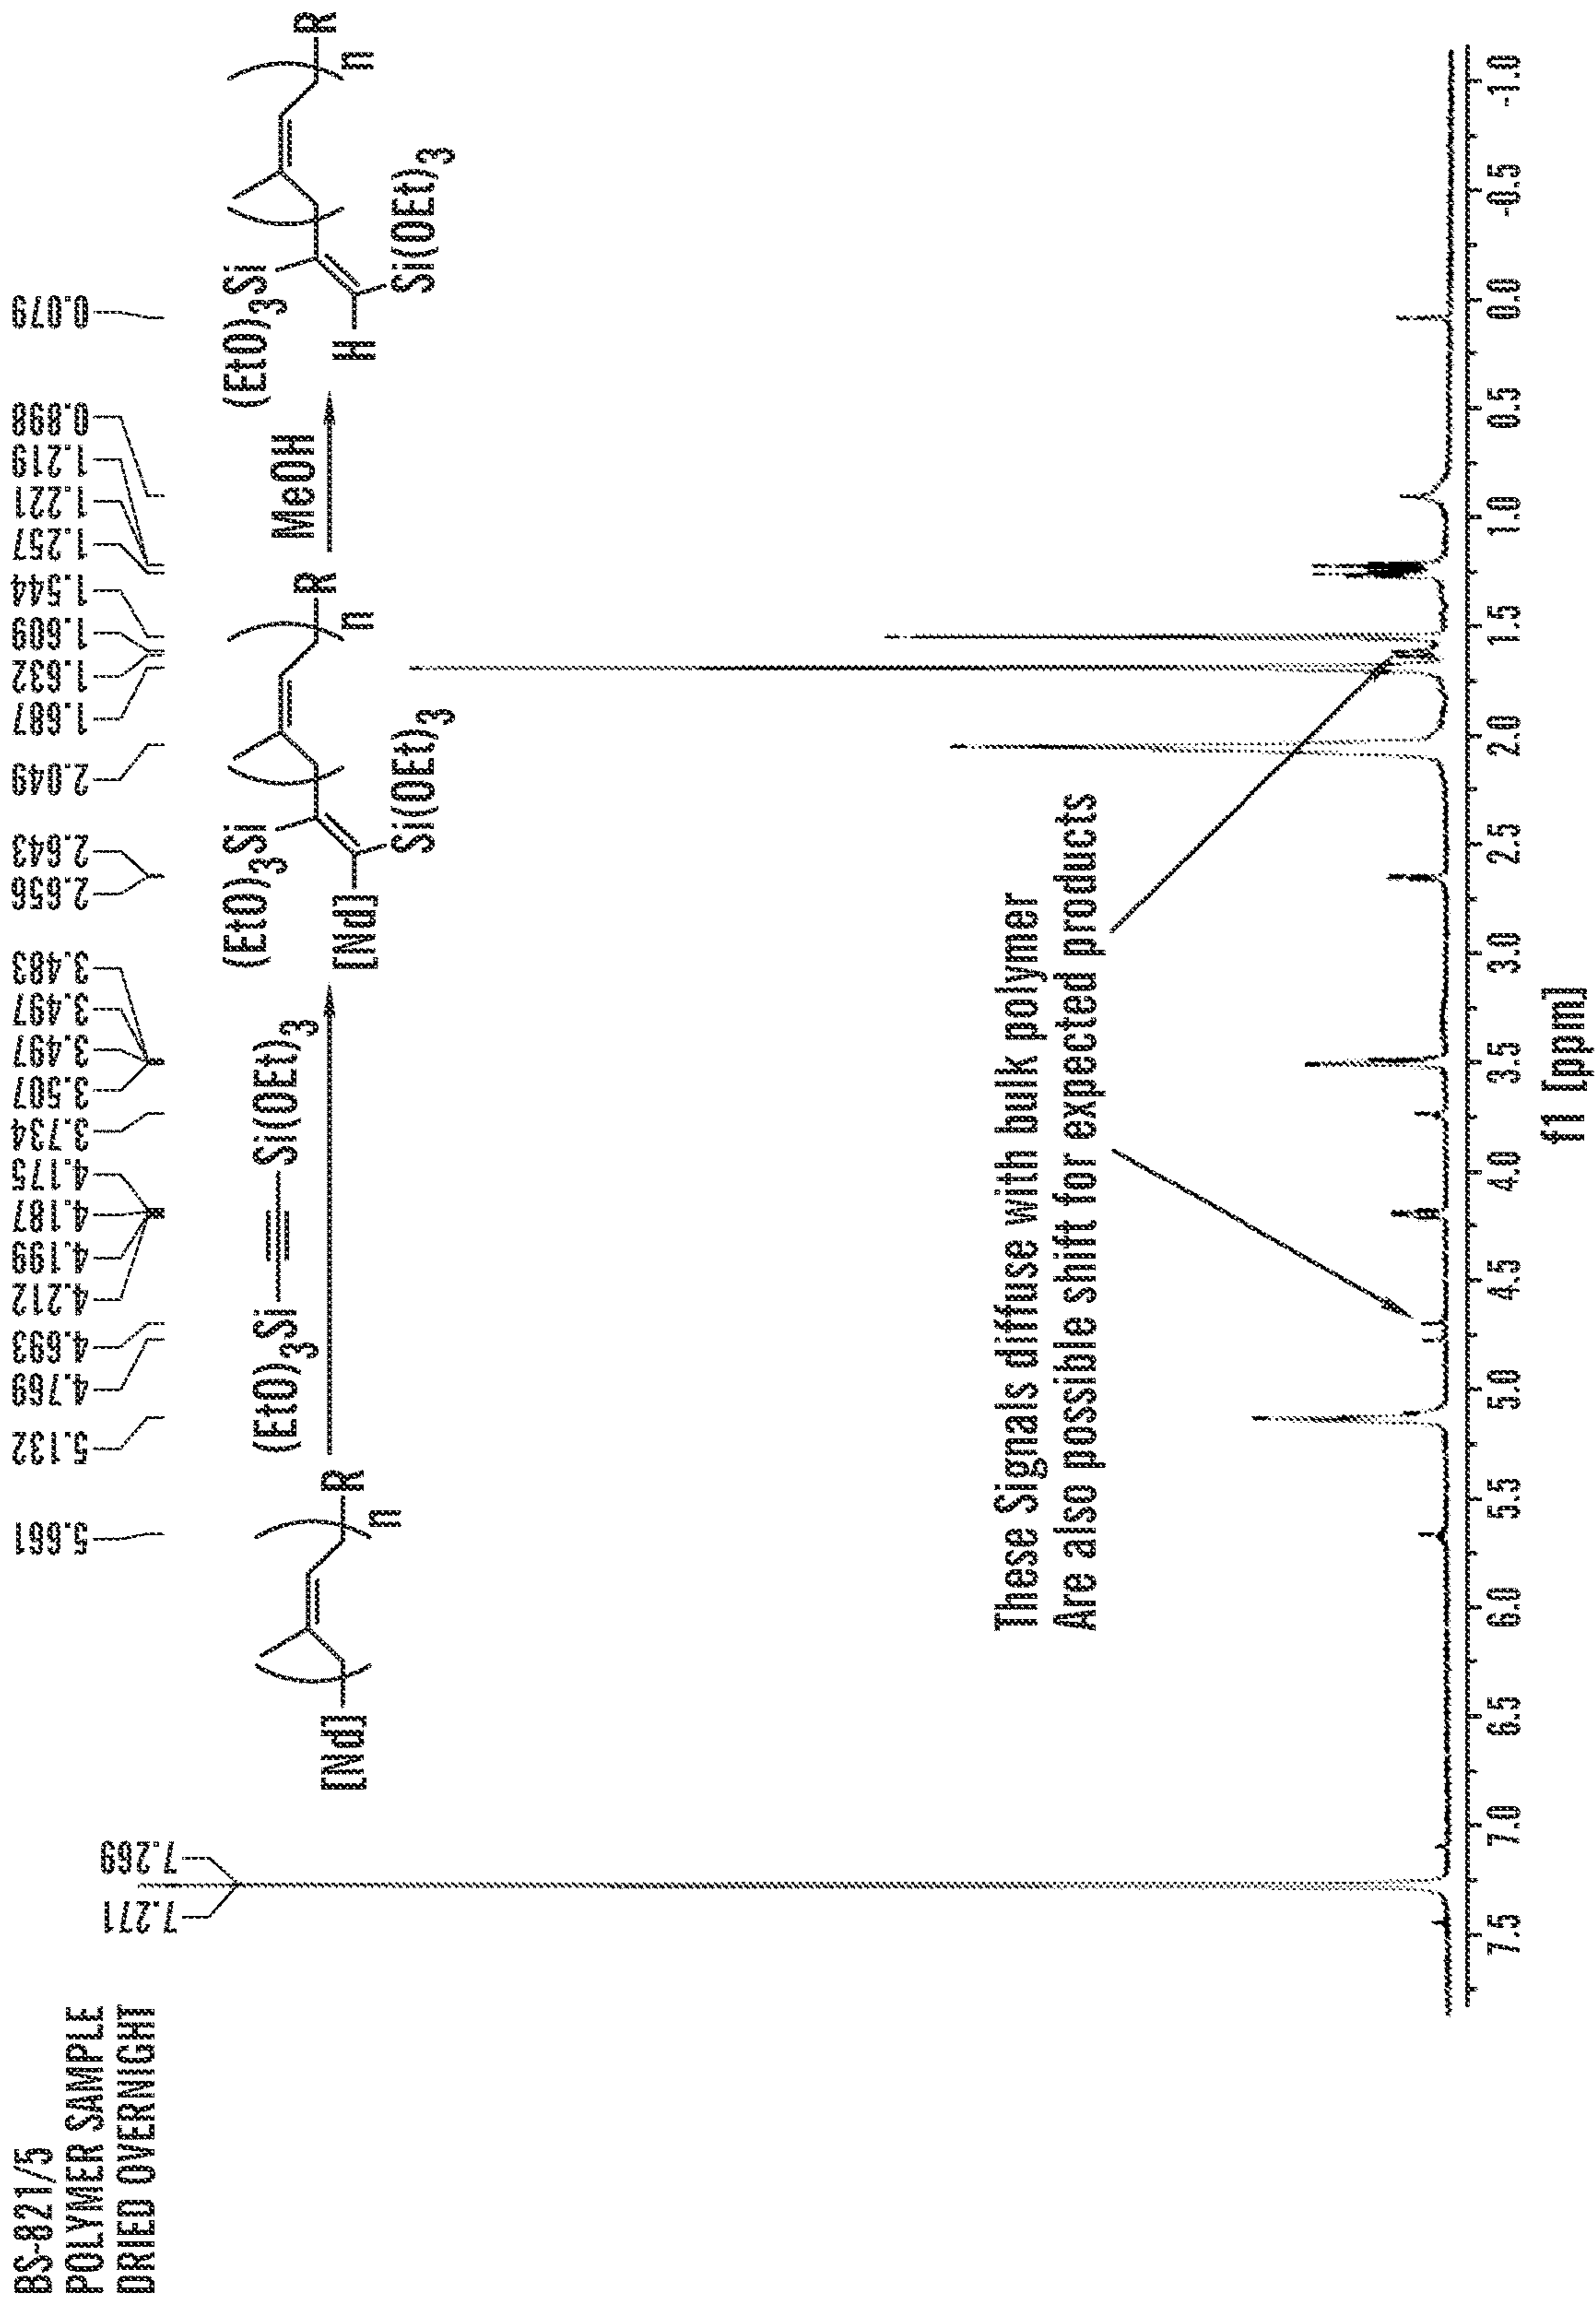 BS-821/5
POLYMER SAMPLE
DRIED OVERNIGHT
7.271
7.269
5.661
5.132
4.769
4.693
4.212
4.199
4.187
4.175
3.734
3.507
3.497
3.497
3.483
2.656
2.643
2.049
1.687
1.632
1.609
1.544
1.257
1.221
1.219
0.898
0.079
[Nd]
R
n
(EtO)3Si
Si(OEt)3
(EtO)3Si
[Nd]
Si(OEt)3
R
n
MeOH
(EtO)3Si
H
Si(OEt)3
R
n
These Signals diffuse with bulk polymer
Are also possible shift for expected products
7.5 7.0 6.5 6.0 5.5 5.0 4.5 4.0 3.5 3.0 2.5 2.0 1.5 1.0 0.5 0.0 -0.5 -1.0
f1 [ppm]